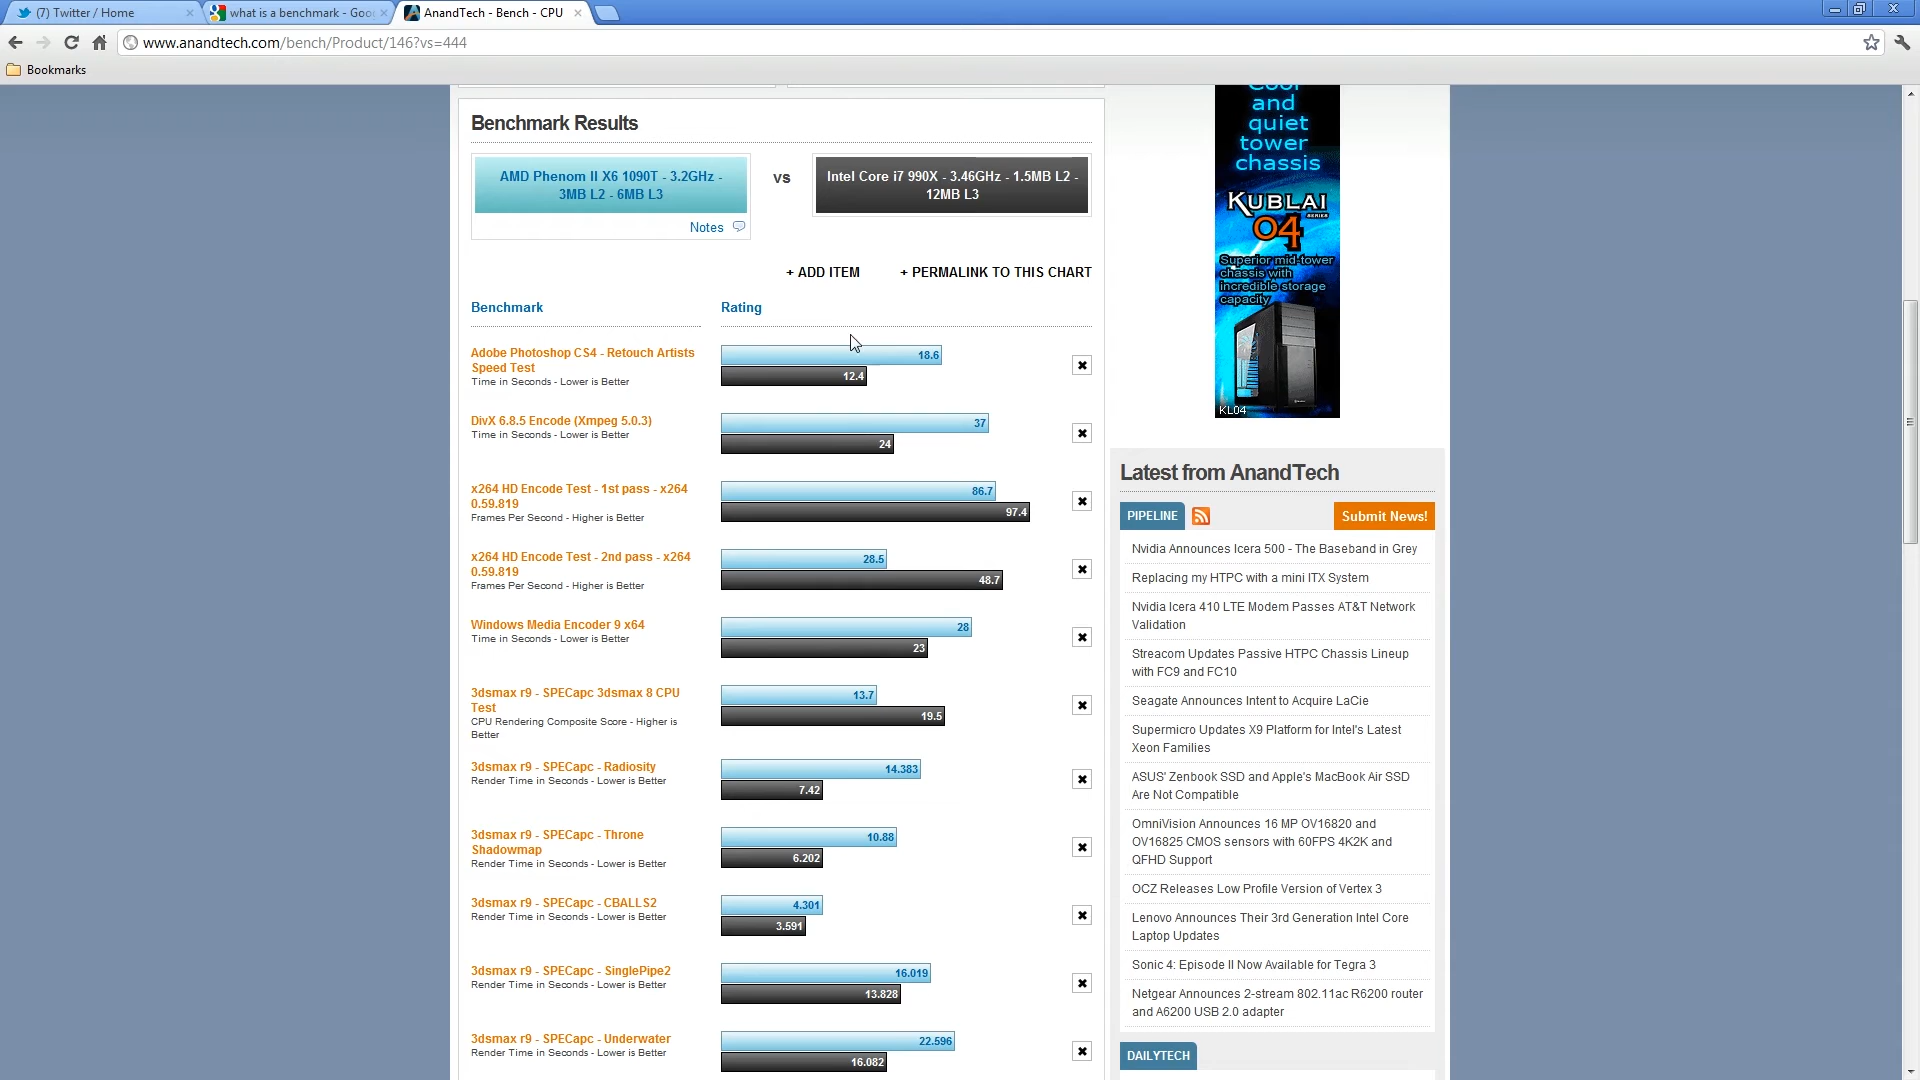 (7) Twitter / Home
what is a benchmark - Goo
AnandTech - Bench - CPU
www.anandtech.com/bench/Product/146?vs=444
Bookmarks
Benchmark Results
AMD Phenom II X6 1090T - 3.2GHz -
3MB L2 - 6MB L3
vs
Intel Core i7 990X - 3.46GHz - 1.5MB L2 -
12MB L3
Notes
+ ADD ITEM
+ PERMALINK TO THIS CHART
Benchmark
Rating
Adobe Photoshop CS4 - Retouch Artists
Speed Test
Time in Seconds - Lower is Better
18.6
12.4
DivX 6.8.5 Encode (Xmpeg 5.0.3)
Time in Seconds - Lower is Better
37
24
x264 HD Encode Test - 1st pass - x264
0.59.819
Frames Per Second - Higher is Better
86.7
97.4
x264 HD Encode Test - 2nd pass - x264
0.59.819
Frames Per Second - Higher is Better
28.5
48.7
Windows Media Encoder 9 x64
Time in Seconds - Lower is Better
28
23
3dsmax r9 - SPECapc 3dsmax 8 CPU
Test
CPU Rendering Composite Score - Higher is
Better
13.7
19.5
3dsmax r9 - SPECapc - Radiosity
Render Time in Seconds - Lower is Better
14.383
7.42
3dsmax r9 - SPECapc - Throne
Shadowmap
Render Time in Seconds - Lower is Better
10.88
6.202
3dsmax r9 - SPECapc - CBALLS2
Render Time in Seconds - Lower is Better
4.301
3.591
3dsmax r9 - SPECapc - SinglePipe2
Render Time in Seconds - Lower is Better
16.019
13.828
3dsmax r9 - SPECapc - Underwater
Render Time in Seconds - Lower is Better
22.596
16.082
Cool
and
quiet
tower
chassis
KUBLAI
SERIES
04
Superior mid-tower
chassis with
incredible storage
capacity
KL04
Latest from AnandTech
PIPELINE
Submit News!
Nvidia Announces Icera 500 - The Baseband in Grey
Replacing my HTPC with a mini ITX System
Nvidia Icera 410 LTE Modem Passes AT&T Network
Validation
Streacom Updates Passive HTPC Chassis Lineup
with FC9 and FC10
Seagate Announces Intent to Acquire LaCie
Supermicro Updates X9 Platform for Intel's Latest
Xeon Families
ASUS' Zenbook SSD and Apple's MacBook Air SSD
Are Not Compatible
OmniVision Announces 16 MP OV16820 and
OV16825 CMOS sensors with 60FPS 4K2K and
QFHD Support
OCZ Releases Low Profile Version of Vertex 3
Lenovo Announces Their 3rd Generation Intel Core
Laptop Updates
Sonic 4: Episode II Now Available for Tegra 3
Netgear Announces 2-stream 802.11ac R6200 router
and A6200 USB 2.0 adapter
DAILYTECH